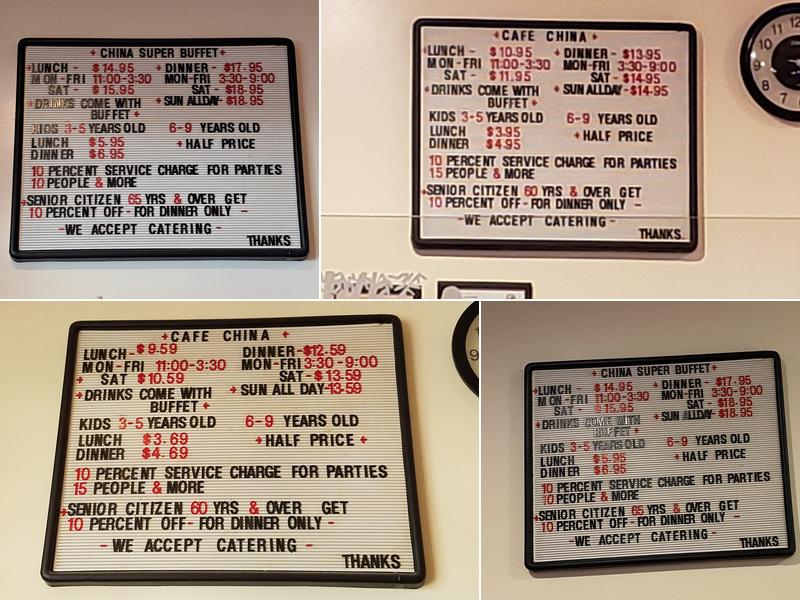 CHINA SUPER BUFFET
LUNCH - $14.95 DINNER - $17.95
MON-FRI 11:00-3:30 MON-FRI 3:30-9:00
SAT - $15.95 SAT - $18.95
DRINKS COME WITH BUFFET SUN ALLDAY - $18.95
KIDS 3-5 YEARS OLD 6-9 YEARS OLD
LUNCH $5.95 HALF PRICE
DINNER $6.95
10 PERCENT SERVICE CHARGE FOR PARTIES
10 PEOPLE & MORE
SENIOR CITIZEN 65 YRS & OVER GET
10 PERCENT OFF - FOR DINNER ONLY -
- WE ACCEPT CATERING -
THANKS
CAFE CHINA
LUNCH - $10.95 DINNER - $13.95
MON-FRI 11:00-3:30 MON-FRI 3:30-9:00
SAT - $11.95 SAT - $14.95
DRINKS COME WITH BUFFET SUN ALLDAY - $14.95
KIDS 3-5 YEARS OLD 6-9 YEARS OLD
LUNCH $3.95 HALF PRICE
DINNER $4.95
10 PERCENT SERVICE CHARGE FOR PARTIES
15 PEOPLE & MORE
SENIOR CITIZEN 60 YRS & OVER GET
10 PERCENT OFF - FOR DINNER ONLY -
- WE ACCEPT CATERING -
THANKS
12
11
10
9
8
7
6
CAFE CHINA
LUNCH - $9.59 DINNER - $12.59
MON-FRI 11:00-3:30 MON-FRI 3:30-9:00
SAT $10.59 SAT - $13.59
DRINKS COME WITH BUFFET SUN ALL DAY - 13.59
KIDS 3-5 YEARS OLD 6-9 YEARS OLD
LUNCH $3.69 HALF PRICE
DINNER $4.69
10 PERCENT SERVICE CHARGE FOR PARTIES
15 PEOPLE & MORE
SENIOR CITIZEN 60 YRS & OVER GET
10 PERCENT OFF - FOR DINNER ONLY -
- WE ACCEPT CATERING -
THANKS
9
CHINA SUPER BUFFET
LUNCH - $14.95 DINNER - $17.95
MON-FRI 11:00-3:30 MON-FRI 3:30-9:00
SAT - $15.95 SAT - $18.95
DRINKS COME WITH BUFFET SUN ALLDAY - $18.95
KIDS 3-5 YEARS OLD 6-9 YEARS OLD
LUNCH $5.95 HALF PRICE
DINNER $6.95
10 PERCENT SERVICE CHARGE FOR PARTIES
10 PEOPLE & MORE
SENIOR CITIZEN 65 YRS & OVER GET
10 PERCENT OFF - FOR DINNER ONLY -
- WE ACCEPT CATERING -
THANKS